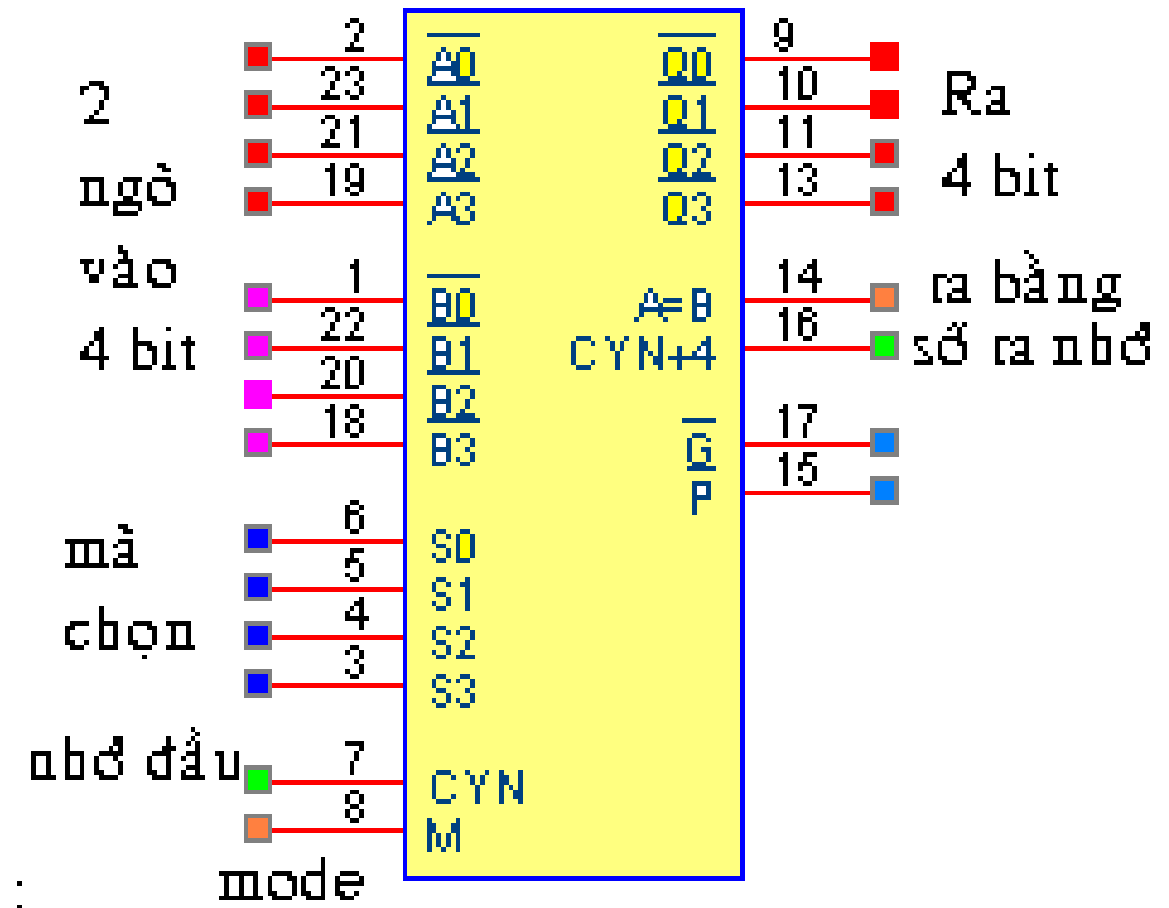 2
ngõ
vào
4 bit
mã
chọn
nhớ đầu
mode
:
2
23
21
19
1
22
20
18
6
5
4
3
7
8
A0
A1
A2
A3
B0
B1
B2
B3
S0
S1
S2
S3
CYN
M
Q0
Q1
Q2
Q3
A=B
CYN+4
G
P
9
10
11
13
14
16
17
15
Ra
4 bit
ra bằng
số ra nhớ